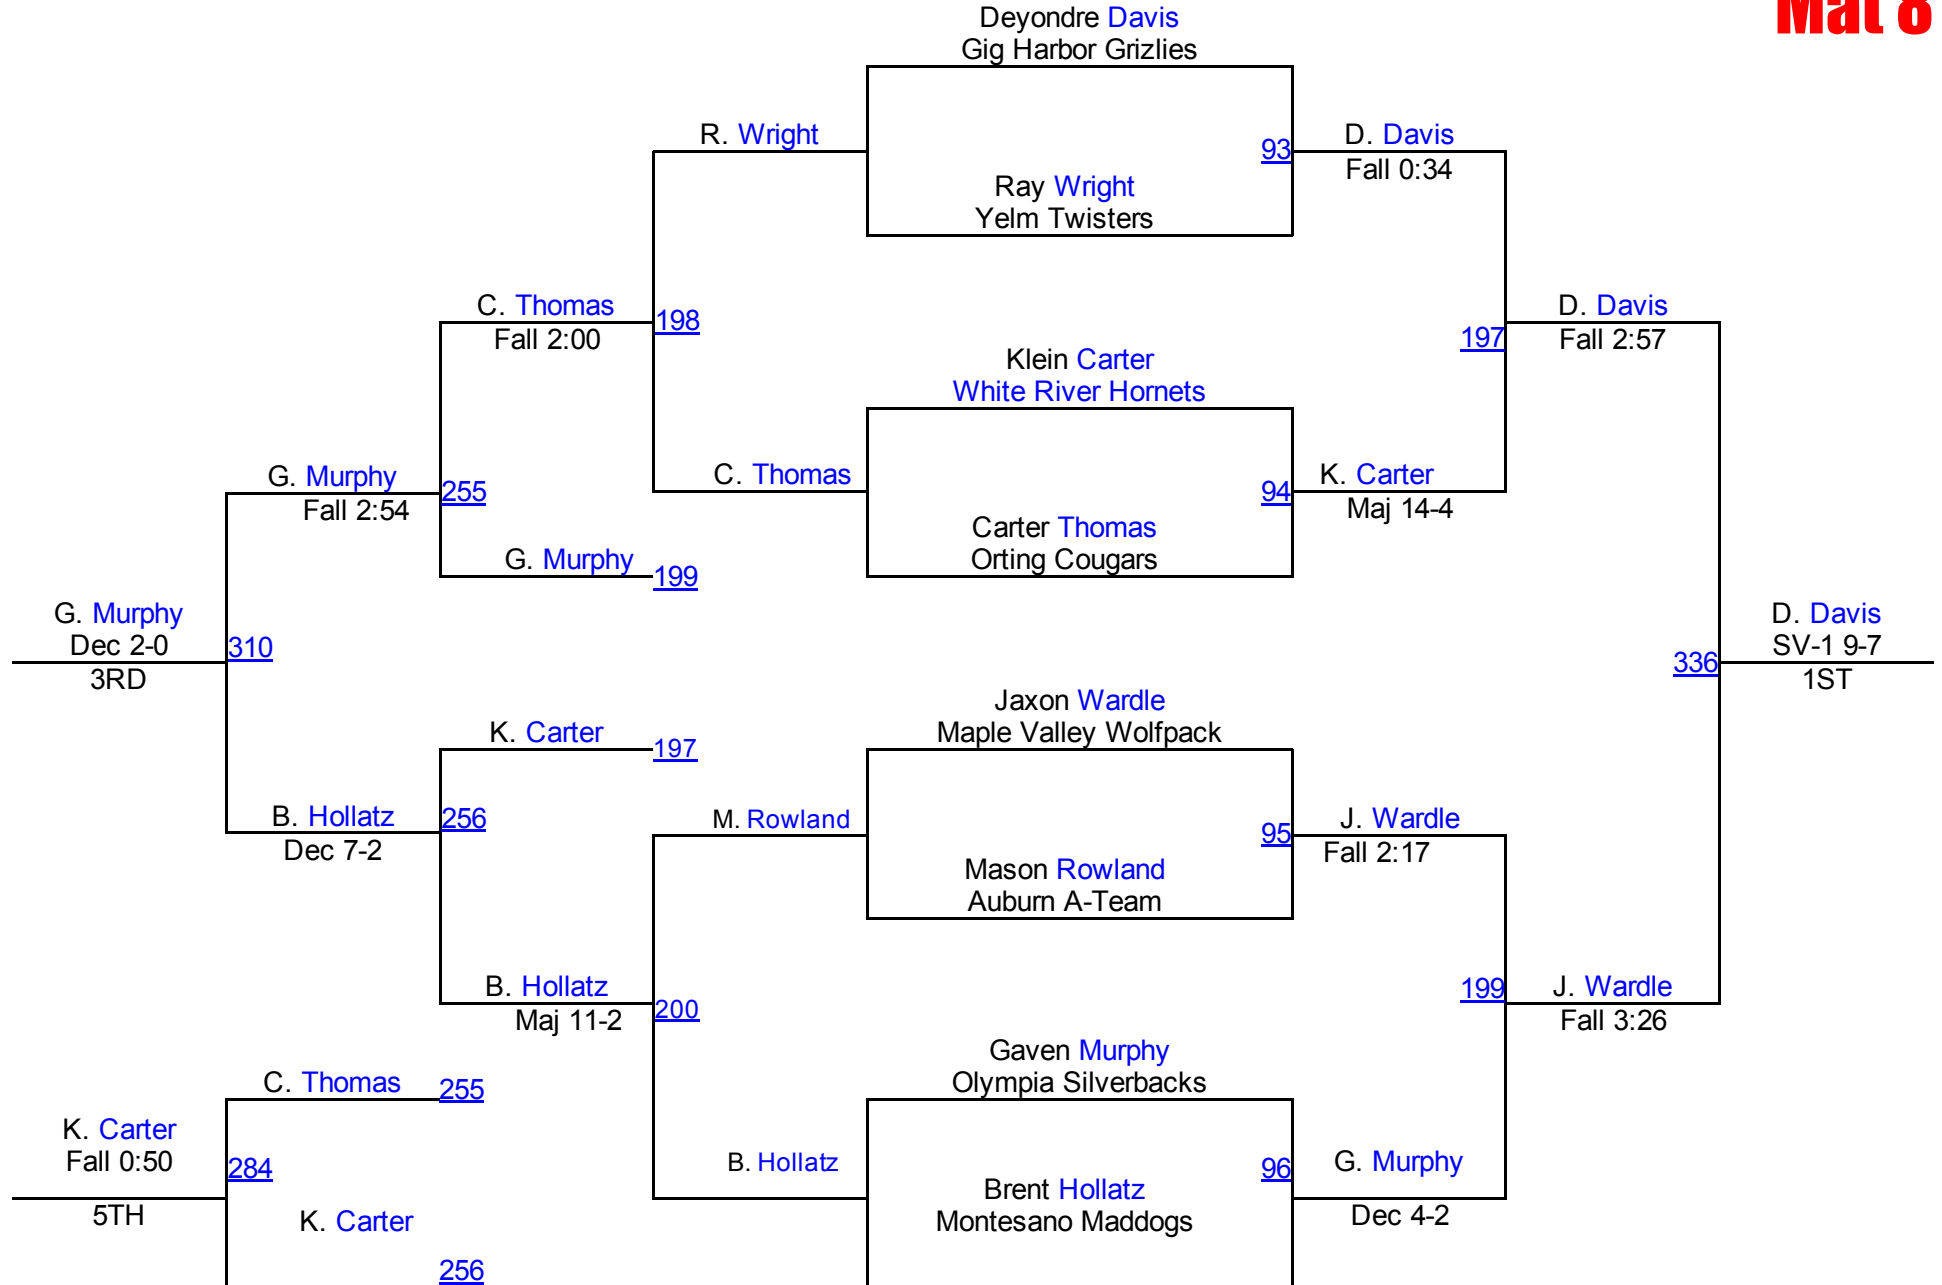 Mat 8
Deyondre Davis
Gig Harbor Grizlies
R. Wright
93
D. Davis
Fall 0:34
Ray Wright
Yelm Twisters
C. Thomas
Fall 2:00
198
197
D. Davis
Fall 2:57
Klein Carter
White River Hornets
G. Murphy
Fall 2:54
255
C. Thomas
94
K. Carter
Maj 14-4
Carter Thomas
Orting Cougars
G. Murphy
199
G. Murphy
Dec 2-0
3RD
310
336
D. Davis
SV-1 9-7
1ST
Jaxon Wardle
Maple Valley Wolfpack
K. Carter
197
B. Hollatz
Dec 7-2
256
M. Rowland
95
J. Wardle
Fall 2:17
Mason Rowland
Auburn A-Team
B. Hollatz
Maj 11-2
200
199
J. Wardle
Fall 3:26
Gaven Murphy
Olympia Silverbacks
C. Thomas
255
K. Carter
Fall 0:50
5TH
284
B. Hollatz
96
G. Murphy
Dec 4-2
Brent Hollatz
Montesano Maddogs
K. Carter
256